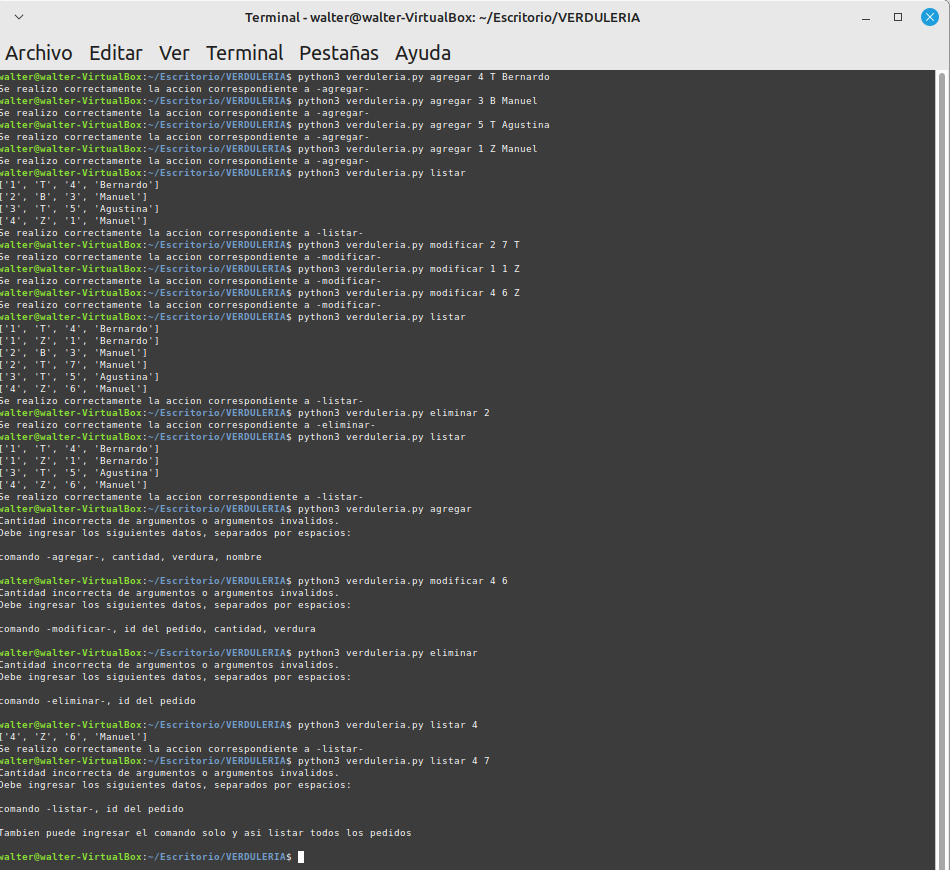 Terminal - walter@walter-VirtualBox: ~/Escritorio/VERDULERIA
Archivo Editar Ver Terminal Pestañas Ayuda
walter@walter-VirtualBox:~/Escritorio/VERDULERIA$ python3 verduleria.py agregar 4 T Bernardo
Se realizo correctamente la accion correspondiente a -agregar-
walter@walter-VirtualBox:~/Escritorio/VERDULERIA$ python3 verduleria.py agregar 3 B Manuel
Se realizo correctamente la accion correspondiente a -agregar-
walter@walter-VirtualBox:~/Escritorio/VERDULERIA$ python3 verduleria.py agregar 5 T Agustina
Se realizo correctamente la accion correspondiente a -agregar-
walter@walter-VirtualBox:~/Escritorio/VERDULERIA$ python3 verduleria.py agregar 1 Z Manuel
Se realizo correctamente la accion correspondiente a -agregar-
walter@walter-VirtualBox:~/Escritorio/VERDULERIA$ python3 verduleria.py listar
['1', 'T', '4', 'Bernardo']
['2', 'B', '3', 'Manuel']
['3', 'T', '5', 'Agustina']
['4', 'Z', '1', 'Manuel']
Se realizo correctamente la accion correspondiente a -listar-
walter@walter-VirtualBox:~/Escritorio/VERDULERIA$ python3 verduleria.py modificar 2 7 T
Se realizo correctamente la accion correspondiente a -modificar-
walter@walter-VirtualBox:~/Escritorio/VERDULERIA$ python3 verduleria.py modificar 1 1 Z
Se realizo correctamente la accion correspondiente a -modificar-
walter@walter-VirtualBox:~/Escritorio/VERDULERIA$ python3 verduleria.py modificar 4 6 Z
Se realizo correctamente la accion correspondiente a -modificar-
walter@walter-VirtualBox:~/Escritorio/VERDULERIA$ python3 verduleria.py listar
['1', 'T', '4', 'Bernardo']
['1', 'Z', '1', 'Bernardo']
['2', 'B', '3', 'Manuel']
['2', 'T', '7', 'Manuel']
['3', 'T', '5', 'Agustina']
['4', 'Z', '6', 'Manuel']
Se realizo correctamente la accion correspondiente a -listar-
walter@walter-VirtualBox:~/Escritorio/VERDULERIA$ python3 verduleria.py eliminar 2
Se realizo correctamente la accion correspondiente a -eliminar-
walter@walter-VirtualBox:~/Escritorio/VERDULERIA$ python3 verduleria.py listar
['1', 'T', '4', 'Bernardo']
['1', 'Z', '1', 'Bernardo']
['3', 'T', '5', 'Agustina']
['4', 'Z', '6', 'Manuel']
Se realizo correctamente la accion correspondiente a -listar-
walter@walter-VirtualBox:~/Escritorio/VERDULERIA$ python3 verduleria.py agregar
Cantidad incorrecta de argumentos o argumentos invalidos.
Debe ingresar los siguientes datos, separados por espacios:
comando -agregar-, cantidad, verdura, nombre
walter@walter-VirtualBox:~/Escritorio/VERDULERIA$ python3 verduleria.py modificar 4 6
Cantidad incorrecta de argumentos o argumentos invalidos.
Debe ingresar los siguientes datos, separados por espacios:
comando -modificar-, id del pedido, cantidad, verdura
walter@walter-VirtualBox:~/Escritorio/VERDULERIA$ python3 verduleria.py eliminar
Cantidad incorrecta de argumentos o argumentos invalidos.
Debe ingresar los siguientes datos, separados por espacios:
comando -eliminar-, id del pedido
walter@walter-VirtualBox:~/Escritorio/VERDULERIA$ python3 verduleria.py listar 4
['4', 'Z', '6', 'Manuel']
Se realizo correctamente la accion correspondiente a -listar-
walter@walter-VirtualBox:~/Escritorio/VERDULERIA$ python3 verduleria.py listar 4 7
Cantidad incorrecta de argumentos o argumentos invalidos.
Debe ingresar los siguientes datos, separados por espacios:
comando -listar-, id del pedido
Tambien puede ingresar el comando solo y asi listar todos los pedidos
walter@walter-VirtualBox:~/Escritorio/VERDULERIA$